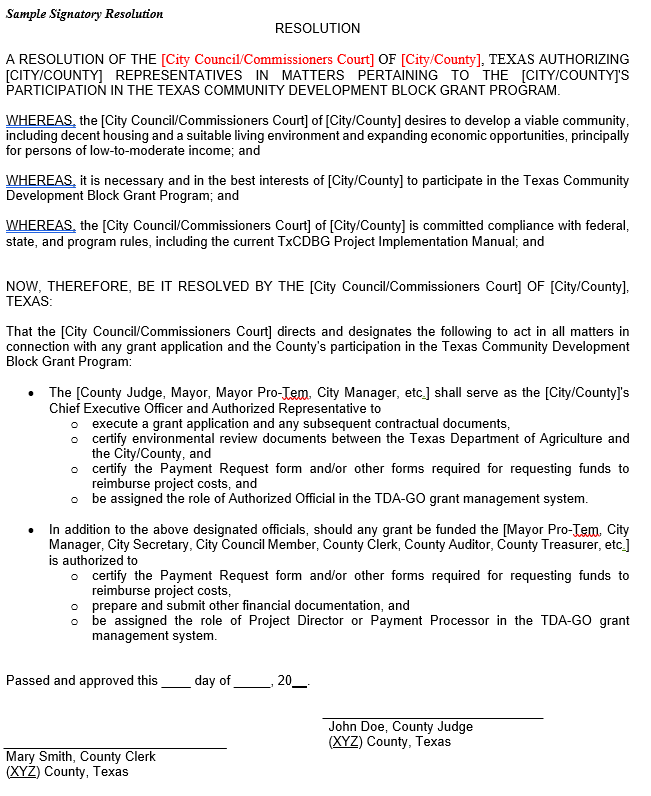 Sample Signatory Resolution
RESOLUTION
A RESOLUTION OF THE [City Council/Commissioners Court] OF [City/County], TEXAS AUTHORIZING
[CITY/COUNTY] REPRESENTATIVES IN MATTERS PERTAINING TO THE [CITY/COUNTY]'S
PARTICIPATION IN THE TEXAS COMMUNITY DEVELOPMENT BLOCK GRANT PROGRAM.
WHEREAS, the [City Council/Commissioners Court] of [City/County] desires to develop a viable community,
including decent housing and a suitable living environment and expanding economic opportunities, principally
for persons of low-to-moderate income; and
WHEREAS, it is necessary and in the best interests of [City/County] to participate in the Texas Community
Development Block Grant Program; and
WHEREAS, the [City Council/Commissioners Court] of [City/County] is committed compliance with federal,
state, and program rules, including the current TxCDBG Project Implementation Manual; and
NOW, THEREFORE, BE IT RESOLVED BY THE [City Council/Commissioners Court] OF [City/County],
TEXAS:
That the [City Council/Commissioners Court] directs and designates the following to act in all matters in
connection with any grant application and the County's participation in the Texas Community Development
Block Grant Program:
• The [County Judge, Mayor, Mayor Pro-Tem, City Manager, etc.] shall serve as the [City/County]'s
Chief Executive Officer and Authorized Representative to
o execute a grant application and any subsequent contractual documents,
o certify environmental review documents between the Texas Department of Agriculture and
the City/County, and
o certify the Payment Request form and/or other forms required for requesting funds to
reimburse project costs, and
o be assigned the role of Authorized Official in the TDA-GO grant management system.
• In addition to the above designated officials, should any grant be funded the [Mayor Pro-Tem, City
Manager, City Secretary, City Council Member, County Clerk, County Auditor, County Treasurer, etc.]
is authorized to
o certify the Payment Request form and/or other forms required for requesting funds to
reimburse project costs,
o prepare and submit other financial documentation, and
o be assigned the role of Project Director or Payment Processor in the TDA-GO grant
management system.
Passed and approved this ____ day of _____, 20__.
John Doe, County Judge
(XYZ) County, Texas
Mary Smith, County Clerk
(XYZ) County, Texas